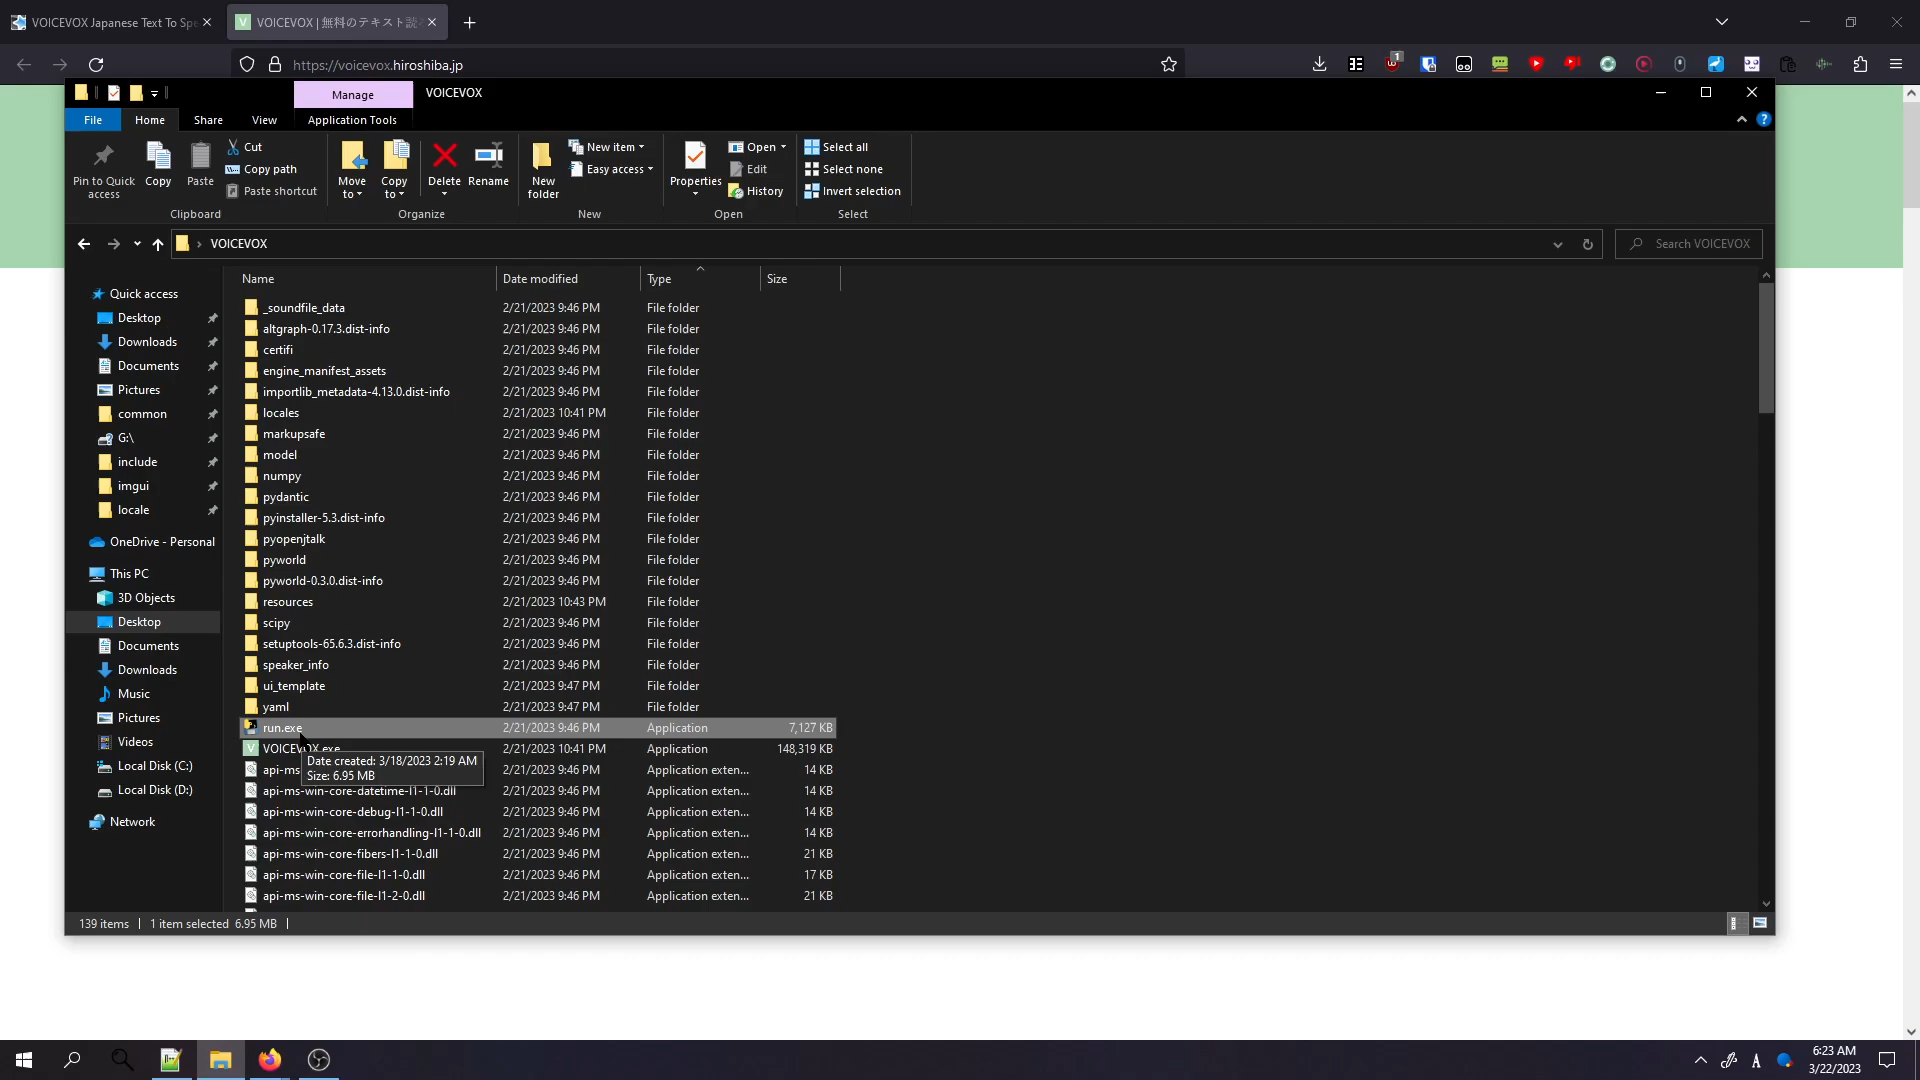 VOICEVOX Japanese Text To Spe
VOICEVOX | 無料のテキスト読
https://voicevox.hiroshiba.jp
1
Manage
VOICEVOX
File
Home
Share
View
Application Tools
Pin to Quick access
Copy
Paste
Cut
Copy path
Paste shortcut
Clipboard
Move to
Copy to
Delete
Rename
Organize
New folder
New item
Easy access
New
Properties
Open
Edit
History
Open
Select all
Select none
Invert selection
Select
VOICEVOX
Search VOICEVOX
Quick access
Desktop
Downloads
Documents
Pictures
common
G:\
include
imgui
locale
OneDrive - Personal
This PC
3D Objects
Desktop
Documents
Downloads
Music
Pictures
Videos
Local Disk (C:)
Local Disk (D:)
Network
Name Date modified Type Size
_soundfile_data 2/21/2023 9:46 PM File folder
altgraph-0.17.3.dist-info 2/21/2023 9:46 PM File folder
certifi 2/21/2023 9:46 PM File folder
engine_manifest_assets 2/21/2023 9:46 PM File folder
importlib_metadata-4.13.0.dist-info 2/21/2023 9:46 PM File folder
locales 2/21/2023 10:41 PM File folder
markupsafe 2/21/2023 9:46 PM File folder
model 2/21/2023 9:46 PM File folder
numpy 2/21/2023 9:46 PM File folder
pydantic 2/21/2023 9:46 PM File folder
pyinstaller-5.3.dist-info 2/21/2023 9:46 PM File folder
pyopenjtalk 2/21/2023 9:46 PM File folder
pyworld 2/21/2023 9:46 PM File folder
pyworld-0.3.0.dist-info 2/21/2023 9:46 PM File folder
resources 2/21/2023 10:43 PM File folder
scipy 2/21/2023 9:46 PM File folder
setuptools-65.6.3.dist-info 2/21/2023 9:46 PM File folder
speaker_info 2/21/2023 9:46 PM File folder
ui_template 2/21/2023 9:47 PM File folder
yaml 2/21/2023 9:47 PM File folder
run.exe 2/21/2023 9:46 PM Application 7,127 KB
VOICEVOX.exe 2/21/2023 10:41 PM Application 148,319 KB
Date created: 3/18/2023 2:19 AM
Size: 6.95 MB
api-ms 2/21/2023 9:46 PM Application exten... 14 KB
api-ms-win-core-datetime-l1-1-0.dll 2/21/2023 9:46 PM Application exten... 14 KB
api-ms-win-core-debug-l1-1-0.dll 2/21/2023 9:46 PM Application exten... 14 KB
api-ms-win-core-errorhandling-l1-1-0.dll 2/21/2023 9:46 PM Application exten... 14 KB
api-ms-win-core-fibers-l1-1-0.dll 2/21/2023 9:46 PM Application exten... 21 KB
api-ms-win-core-file-l1-1-0.dll 2/21/2023 9:46 PM Application exten... 17 KB
api-ms-win-core-file-l1-2-0.dll 2/21/2023 9:46 PM Application exten... 21 KB
139 items
1 item selected 6.95 MB
A
6:23 AM
3/22/2023